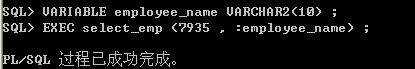 SQL> VARIABLE employee_name VARCHAR2(10) ;
SQL> EXEC select_emp (7935 , :employee_name) ;
PL/SQL 过程已成功完成。